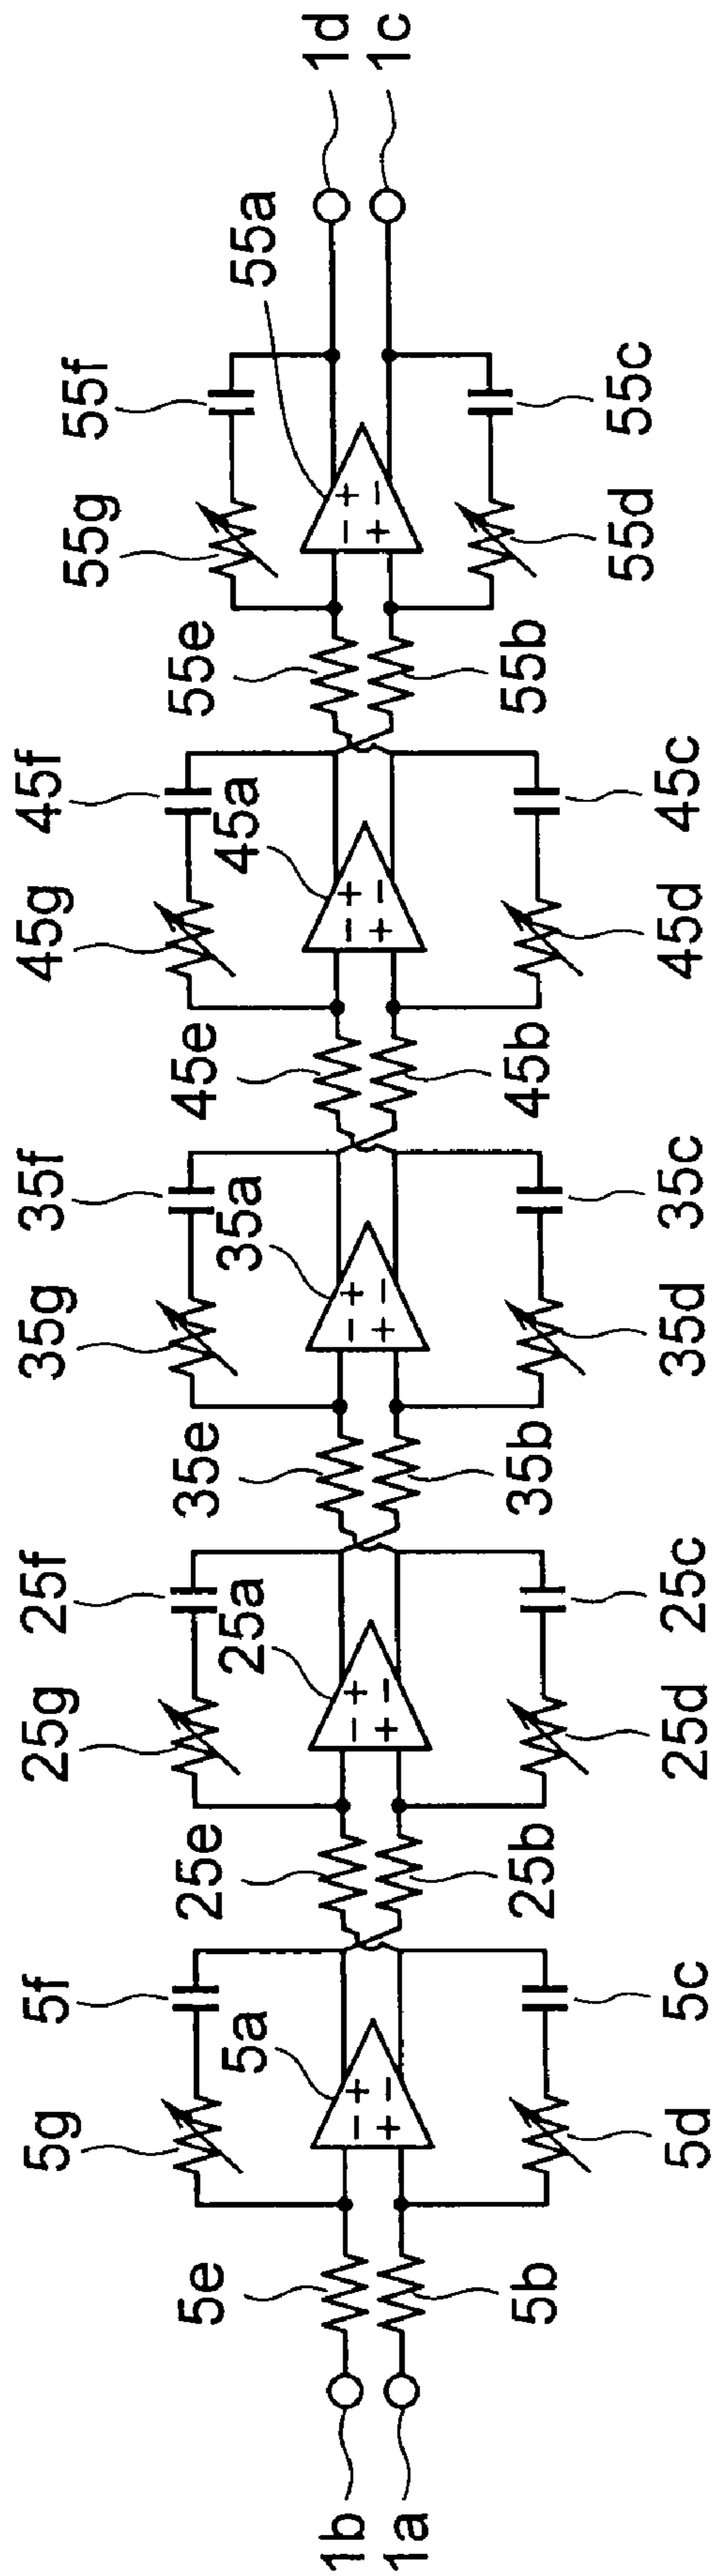 5g 5f 25g 25f 35g 35f 45g 45f 55g 55f
5a 25a 35a 45a 55a
5e 25e 35e 45e 55e
1b 1d
− + − + − + − + − +
+ − + − + − + − + −
1a 1c
5b 25b 35b 45b 55b
5d 5c 25d 25c 35d 35c 45d 45c 55d 55c